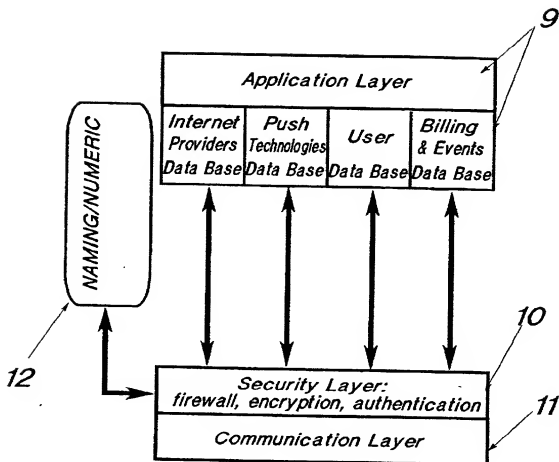 9
Application Layer
Internet Providers Data Base
Push Technologies Data Base
User Data Base
Billing & Events Data Base
NAMING/NUMERIC
12
10
Security Layer:
firewall, encryption, authentication
11
Communication Layer